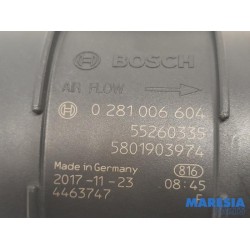 BOSCH
AIR FLOW
0 281 006 604
55260335
5801903974
Made in Germany
816
2017-11-23
08:45
4463747
F
MARESIA